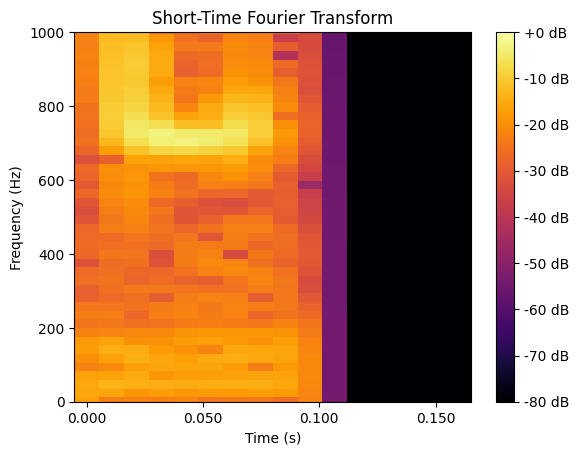 Short-Time Fourier Transform
Frequency (Hz)
1000
800
600
400
200
0
0.000
0.050
0.100
0.150
Time (s)
+0 dB
-10 dB
-20 dB
-30 dB
-40 dB
-50 dB
-60 dB
-70 dB
-80 dB